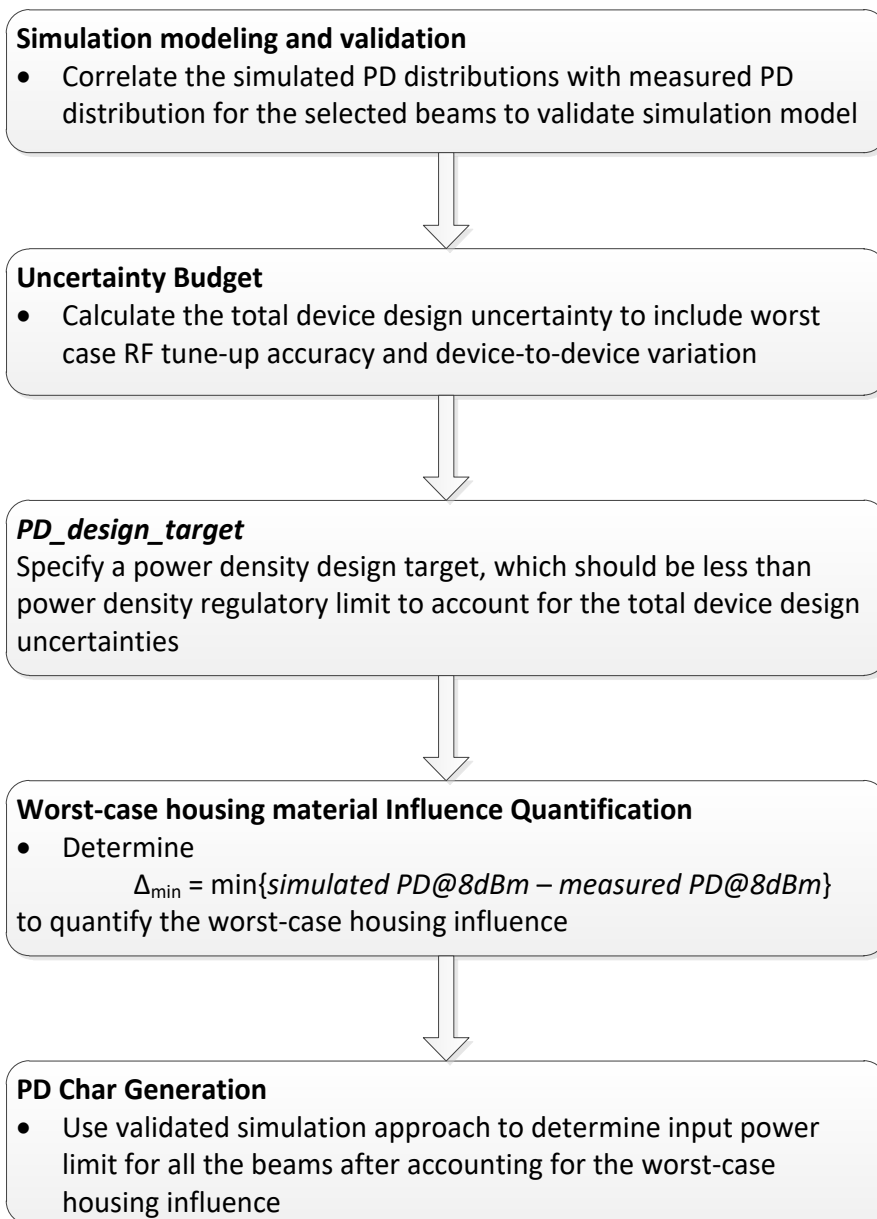 Simulation modeling and validation
• Correlate the simulated PD distributions with measured PD
distribution for the selected beams to validate simulation model
Uncertainty Budget
• Calculate the total device design uncertainty to include worst
case RF tune-up accuracy and device-to-device variation
PD_design_target
Specify a power density design target, which should be less than
power density regulatory limit to account for the total device design
uncertainties
Worst-case housing material Influence Quantification
• Determine
Δmin = min{simulated PD@8dBm – measured PD@8dBm}
to quantify the worst-case housing influence
PD Char Generation
• Use validated simulation approach to determine input power
limit for all the beams after accounting for the worst-case
housing influence